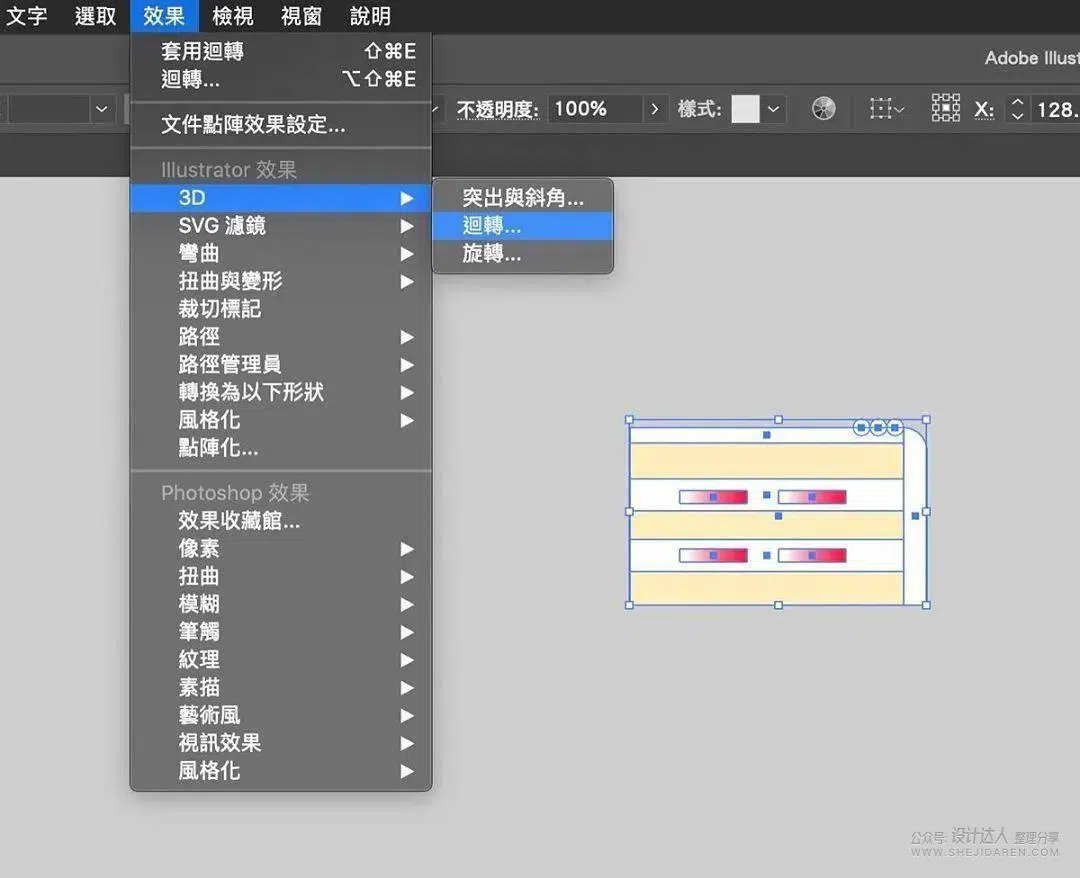 文字 選取 效果 檢視 視窗 說明
套用迴轉 ⇧⌘E
迴轉... ⌥⇧⌘E
Adobe Illust
不透明度: 100% 樣式: X: 128.
文件點陣效果設定...
Illustrator 效果
3D
突出與斜角...
迴轉...
旋轉...
SVG 濾鏡
彎曲
扭曲與變形
裁切標記
路徑
路徑管理員
轉換為以下形狀
風格化
點陣化...
Photoshop 效果
效果收藏館...
像素
扭曲
模糊
筆觸
紋理
素描
藝術風
視訊效果
風格化
公众号: 设计达人 整理分享
WWW.SHEJIDAREN.COM